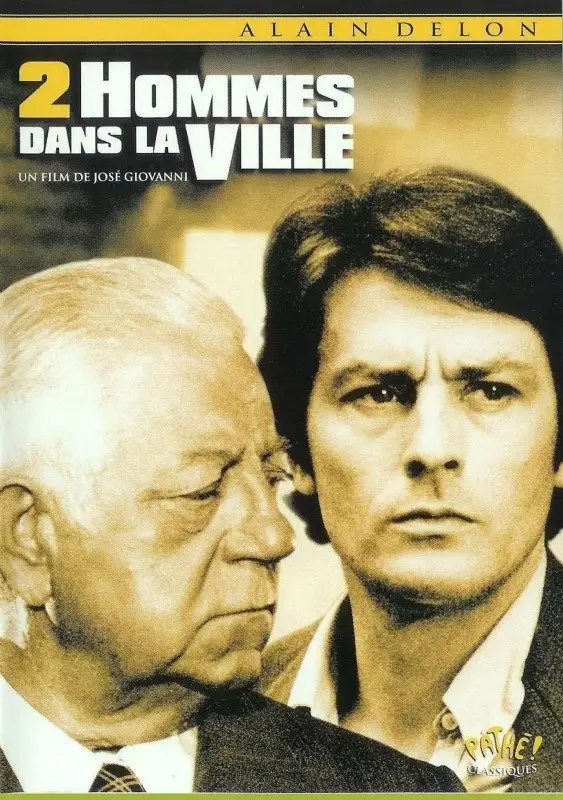 ALAIN DELON
2 HOMMES
DANS LA VILLE
UN FILM DE JOSÉ GIOVANNI
PATHÉ!
CLASSIQUES